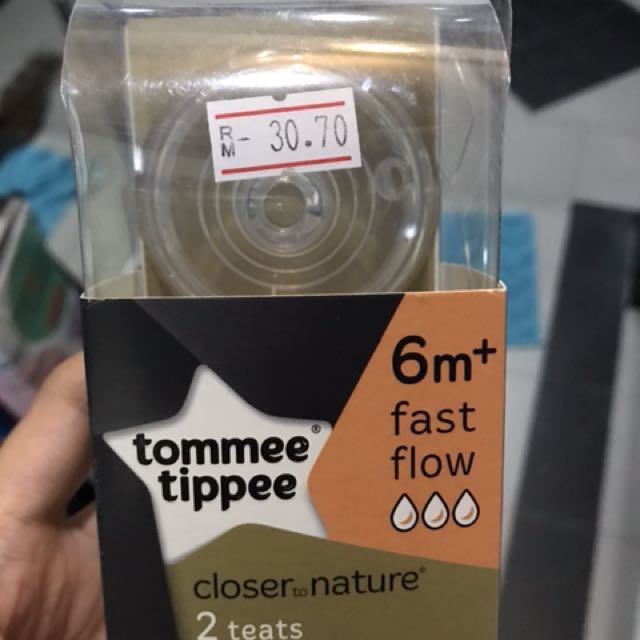 RM- 30.70
6m+
fast
flow
tommee®
tippee
closer to nature®
2 teats